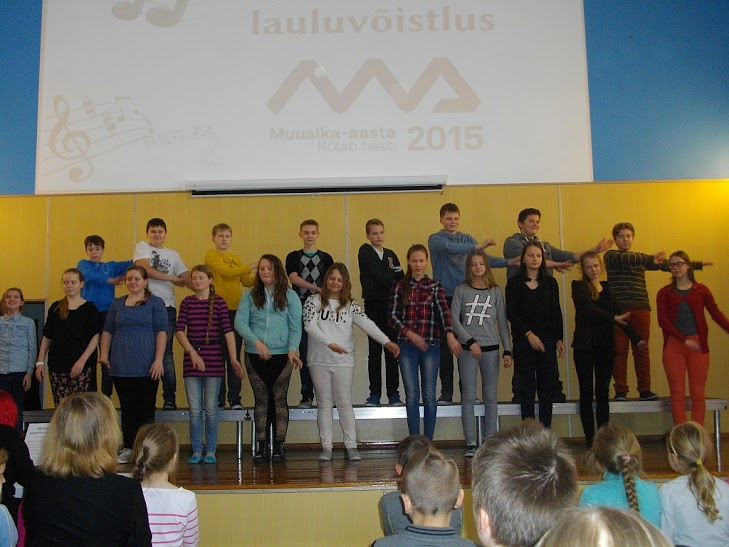 lauluvõistlus
Muusika-aasta 2015
Kõlab hästi
#